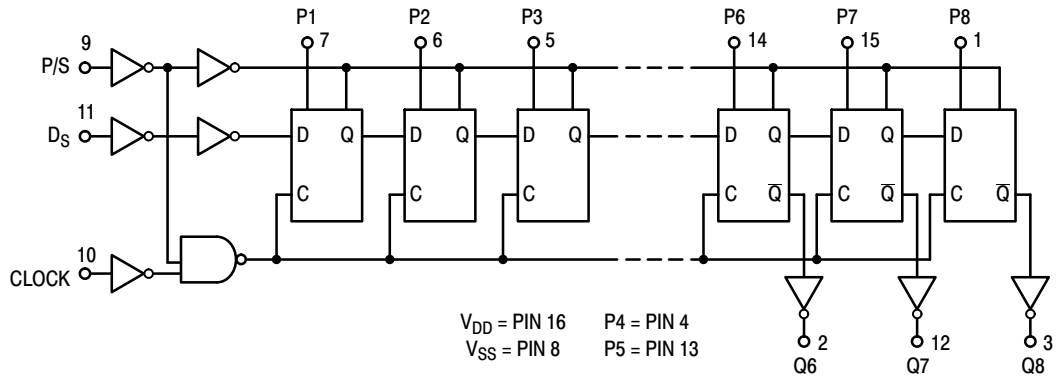 P1 P2 P3 P6 P7 P8
9 7 6 5 14 15 1
P/S
11
DS D Q D Q D Q D Q D Q D
C C C C Q̅ C Q̅ C Q̅
10
CLOCK
VDD = PIN 16 P4 = PIN 4
VSS = PIN 8 P5 = PIN 13
2 12 3
Q6 Q7 Q8